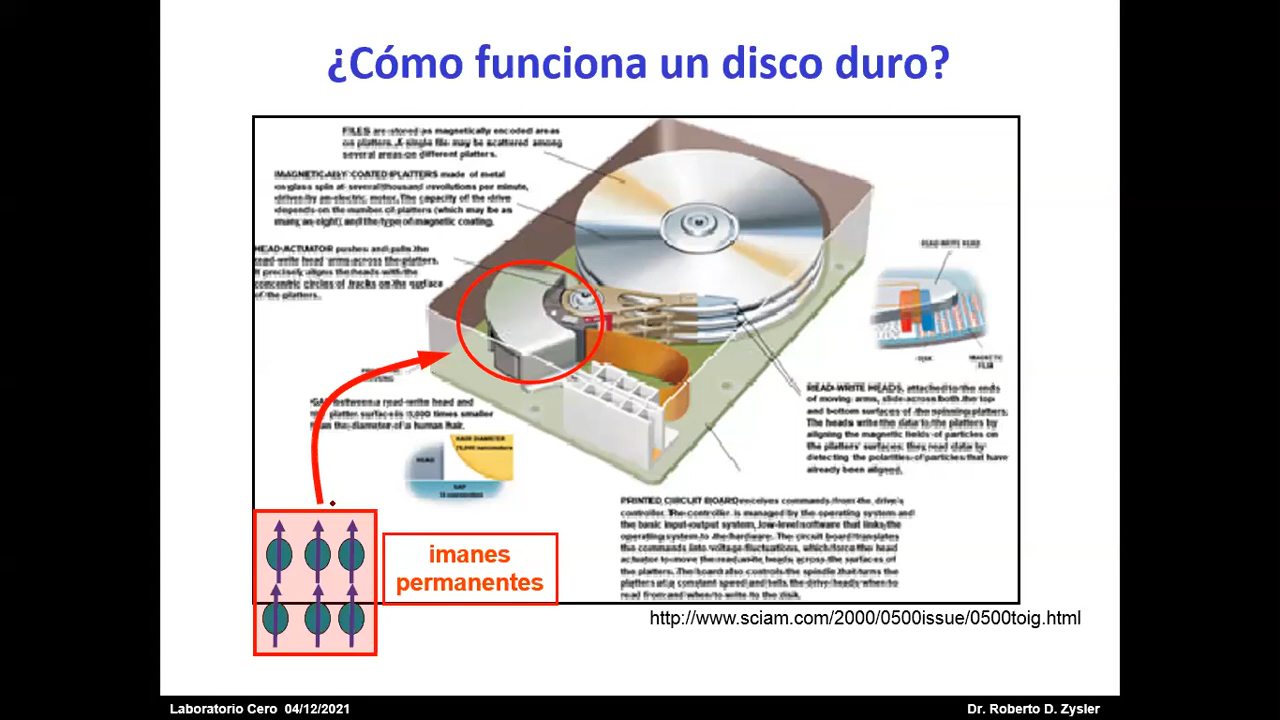 ¿Cómo funciona un disco duro?
FILES are stored as magnetically encoded areas
on platters. A single file may be scattered among
several areas on different platters.
MAGNETICALLY COATED PLATTERS made of metal
or glass spin at several thousand revolutions per minute,
driven by an electric motor. The capacity of the drive
depends on the number of platters (which may be as
many as eight) and the type of magnetic coating.
HEAD ACTUATOR pushes and pulls the
read-write head arms across the platters.
It precisely aligns the heads with the
concentric circles of tracks on the surface
of the platters.
READ-WRITE HEAD
DISK
MAGNETIC
FILM
GAP between a read-write head and
the platter surface is 5,000 times smaller
than the diameter of a human hair.
HAIR DIAMETER
HEAD
GAP
READ-WRITE HEADS, attached to the ends
of moving arms, slide across both the top
and bottom surfaces of the spinning platters.
The heads write the data to the platters by
aligning the magnetic fields of particles on
the platters' surfaces; they read data by
detecting the polarities of particles that have
already been aligned.
PRINTED CIRCUIT BOARD receives commands from the drive's
controller. The controller is managed by the operating system and
the basic input-output system, low-level software that links the
operating system to the hardware. The circuit board translates
the commands into voltage fluctuations, which force the head
actuator to move the read-write heads across the surfaces of
the platters. The board also controls the spindle that turns the
platters at a constant speed and tells the drive heads when to
read from and when to write to the disk.
imanes
permanentes
http://www.sciam.com/2000/0500issue/0500toig.html
Laboratorio Cero 04/12/2021
Dr. Roberto D. Zysler